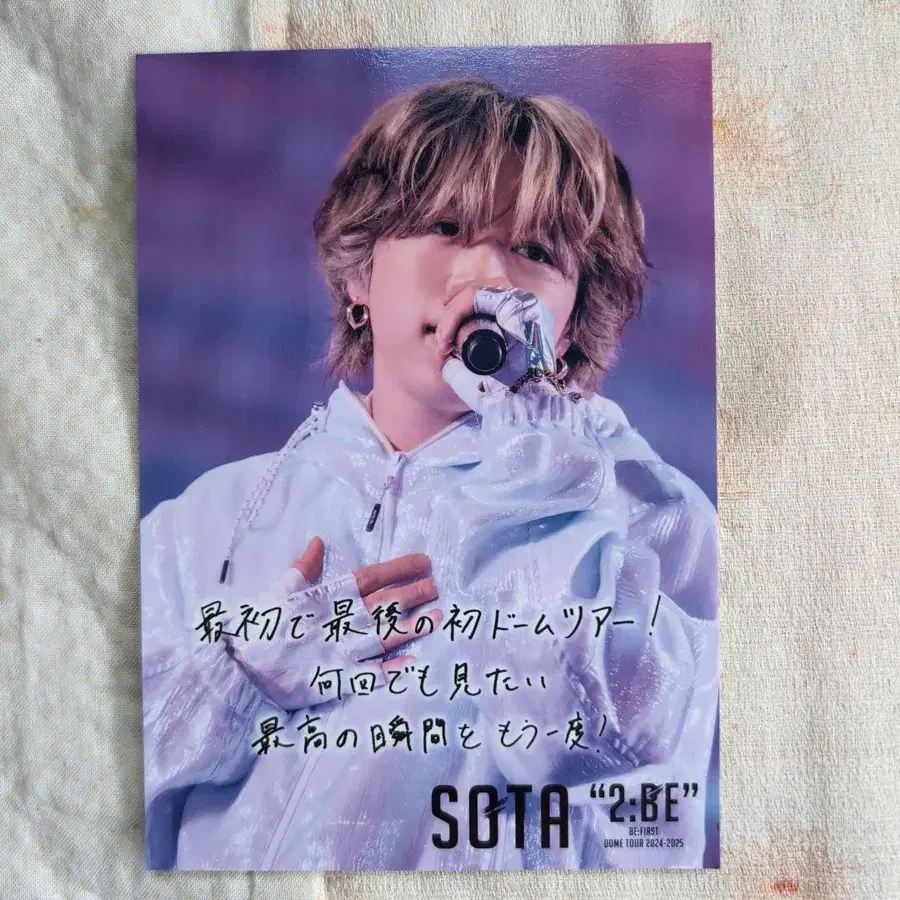 最初で最後の初ドームツアー!
何回でも見たい
最高の瞬間をもう一度!
SOTA
“2:BE”
BE:FIRST
DOME TOUR 2024-2025